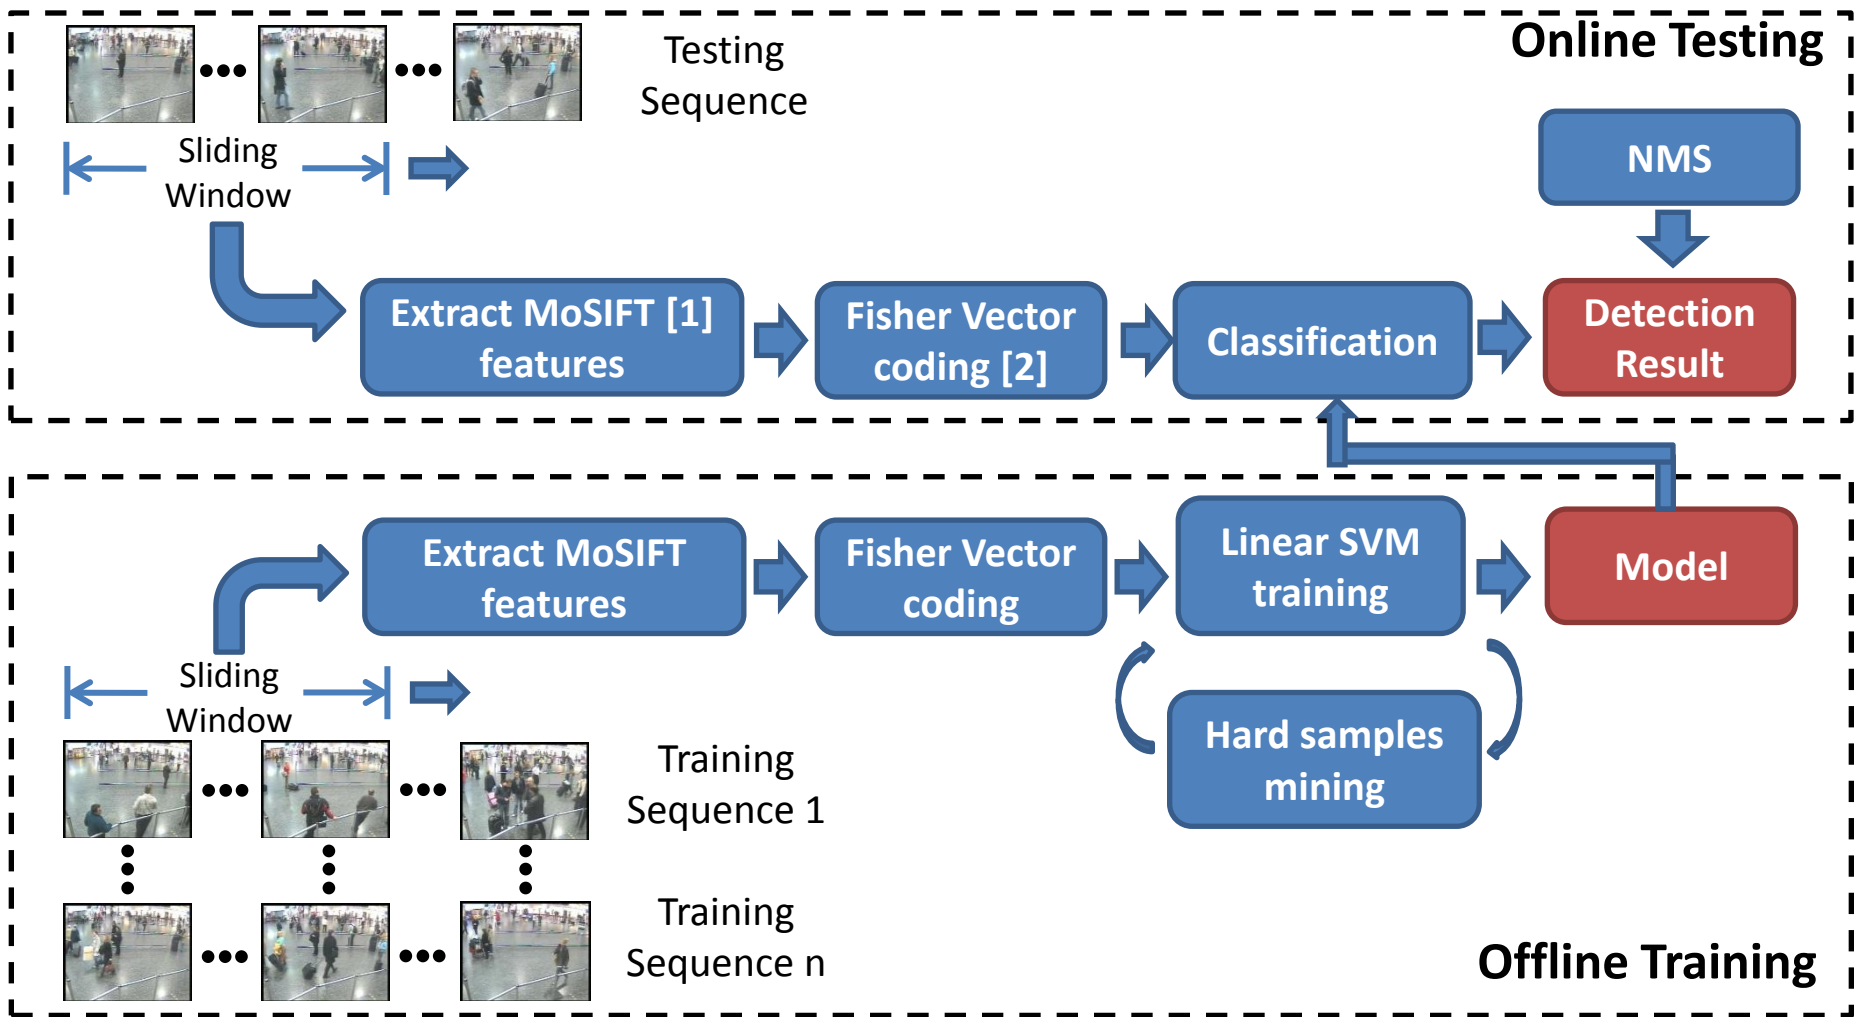 Online Testing
Testing
Sequence
Sliding
Window
NMS
Extract MoSIFT [1]
features
Fisher Vector
coding [2]
Classification
Detection
Result
Extract MoSIFT
features
Fisher Vector
coding
Linear SVM
training
Model
Sliding
Window
Hard samples
mining
Training
Sequence 1
Training
Sequence n
Offline Training